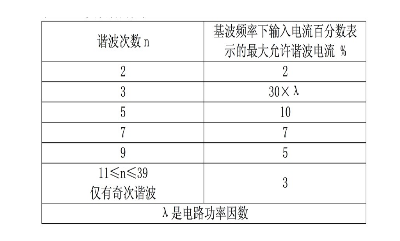 谐波次数 n
基波频率下输入电流百分数表
示的最大允许谐波电流 %
2
2
3
30×λ
5
10
7
7
9
5
11≤n≤39
仅有奇次谐波
3
λ是电路功率因数